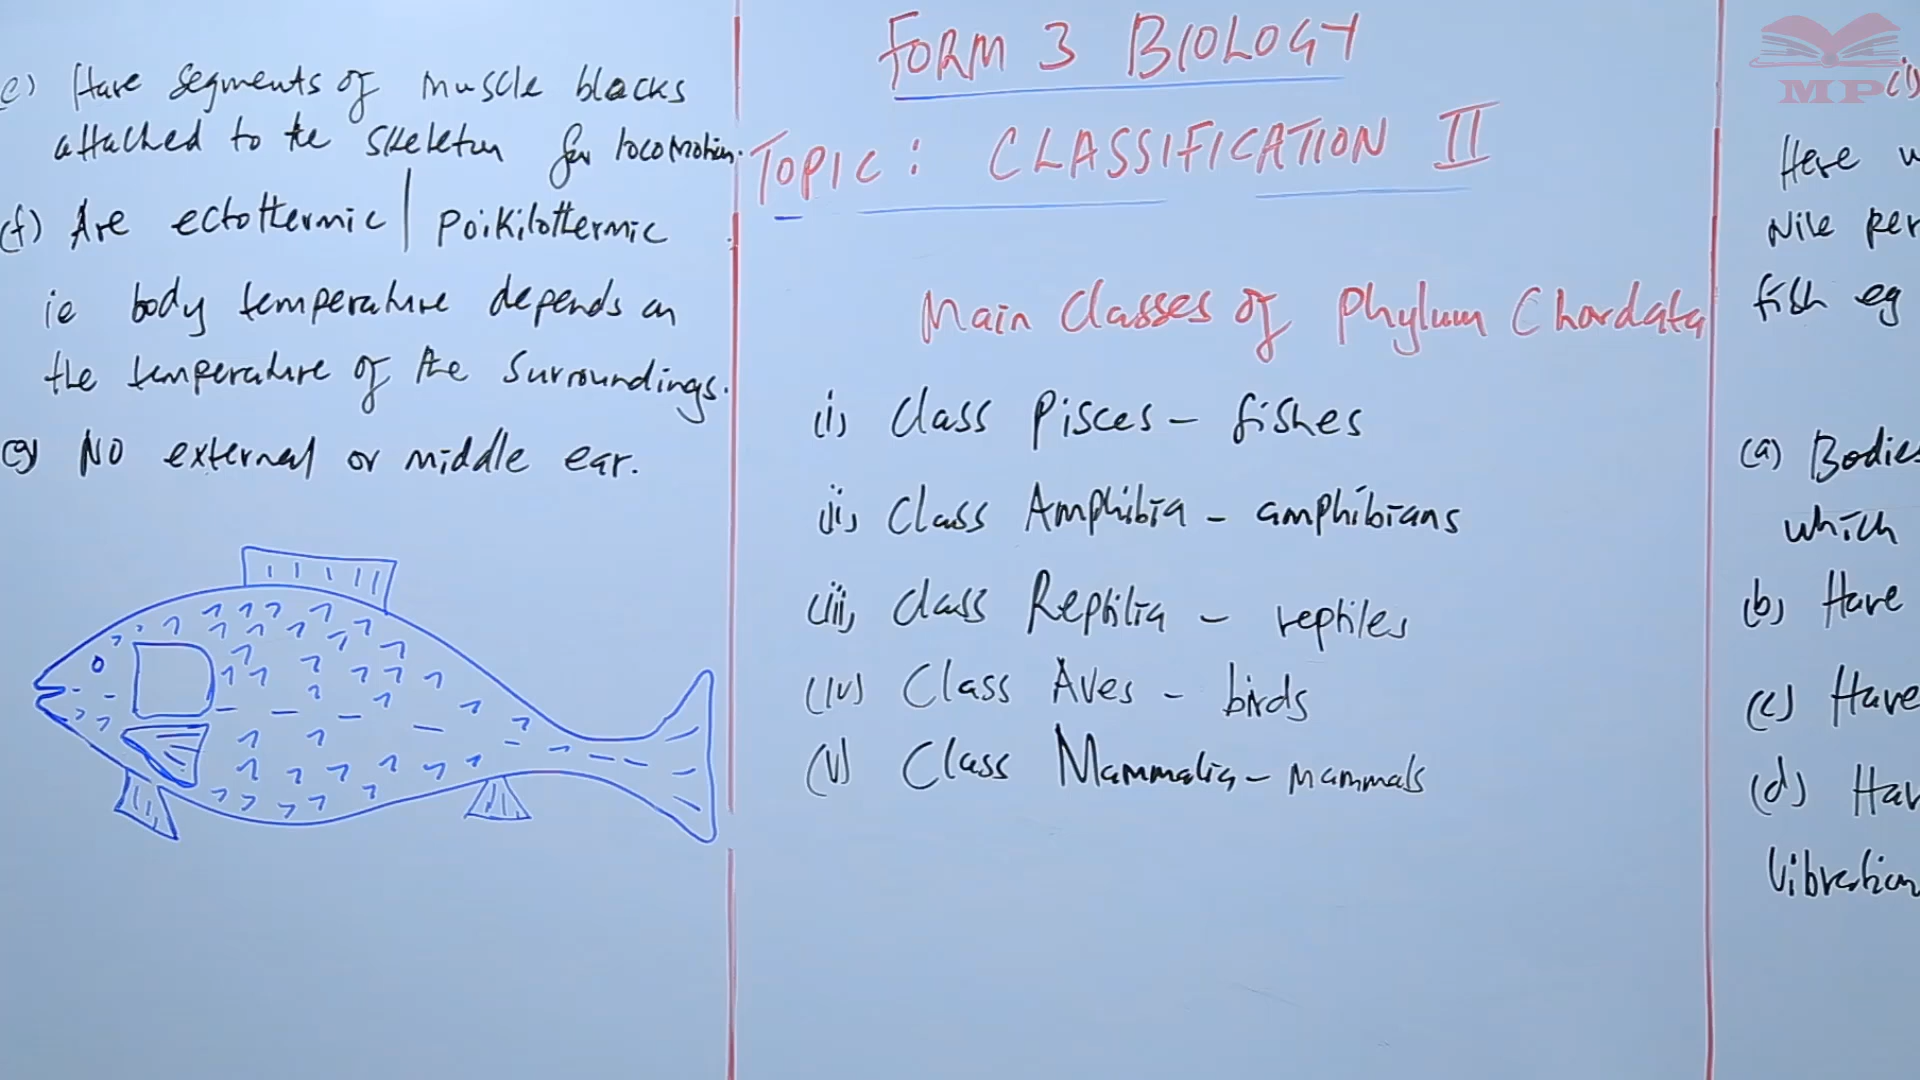 e) Have segments of muscle blocks
attached to the skeleton for locomotion.
(f) Are ectothermic | poikilothermic
ie body temperature depends on
the temperature of the surroundings.
(g) No external or middle ear.
FORM 3 BIOLOGY
TOPIC: CLASSIFICATION II
Main Classes of Phylum Chordata
(i) Class Pisces - fishes
(ii) Class Amphibia - amphibians
(iii) Class Reptilia - reptiles
(iv) Class Aves - birds
(v) Class Mammalia - mammals
MP
(i)
Here
Nile per
fish eg
(a) Bodies
which
(b) Have
(c) Have
(d) Hav
Vibration